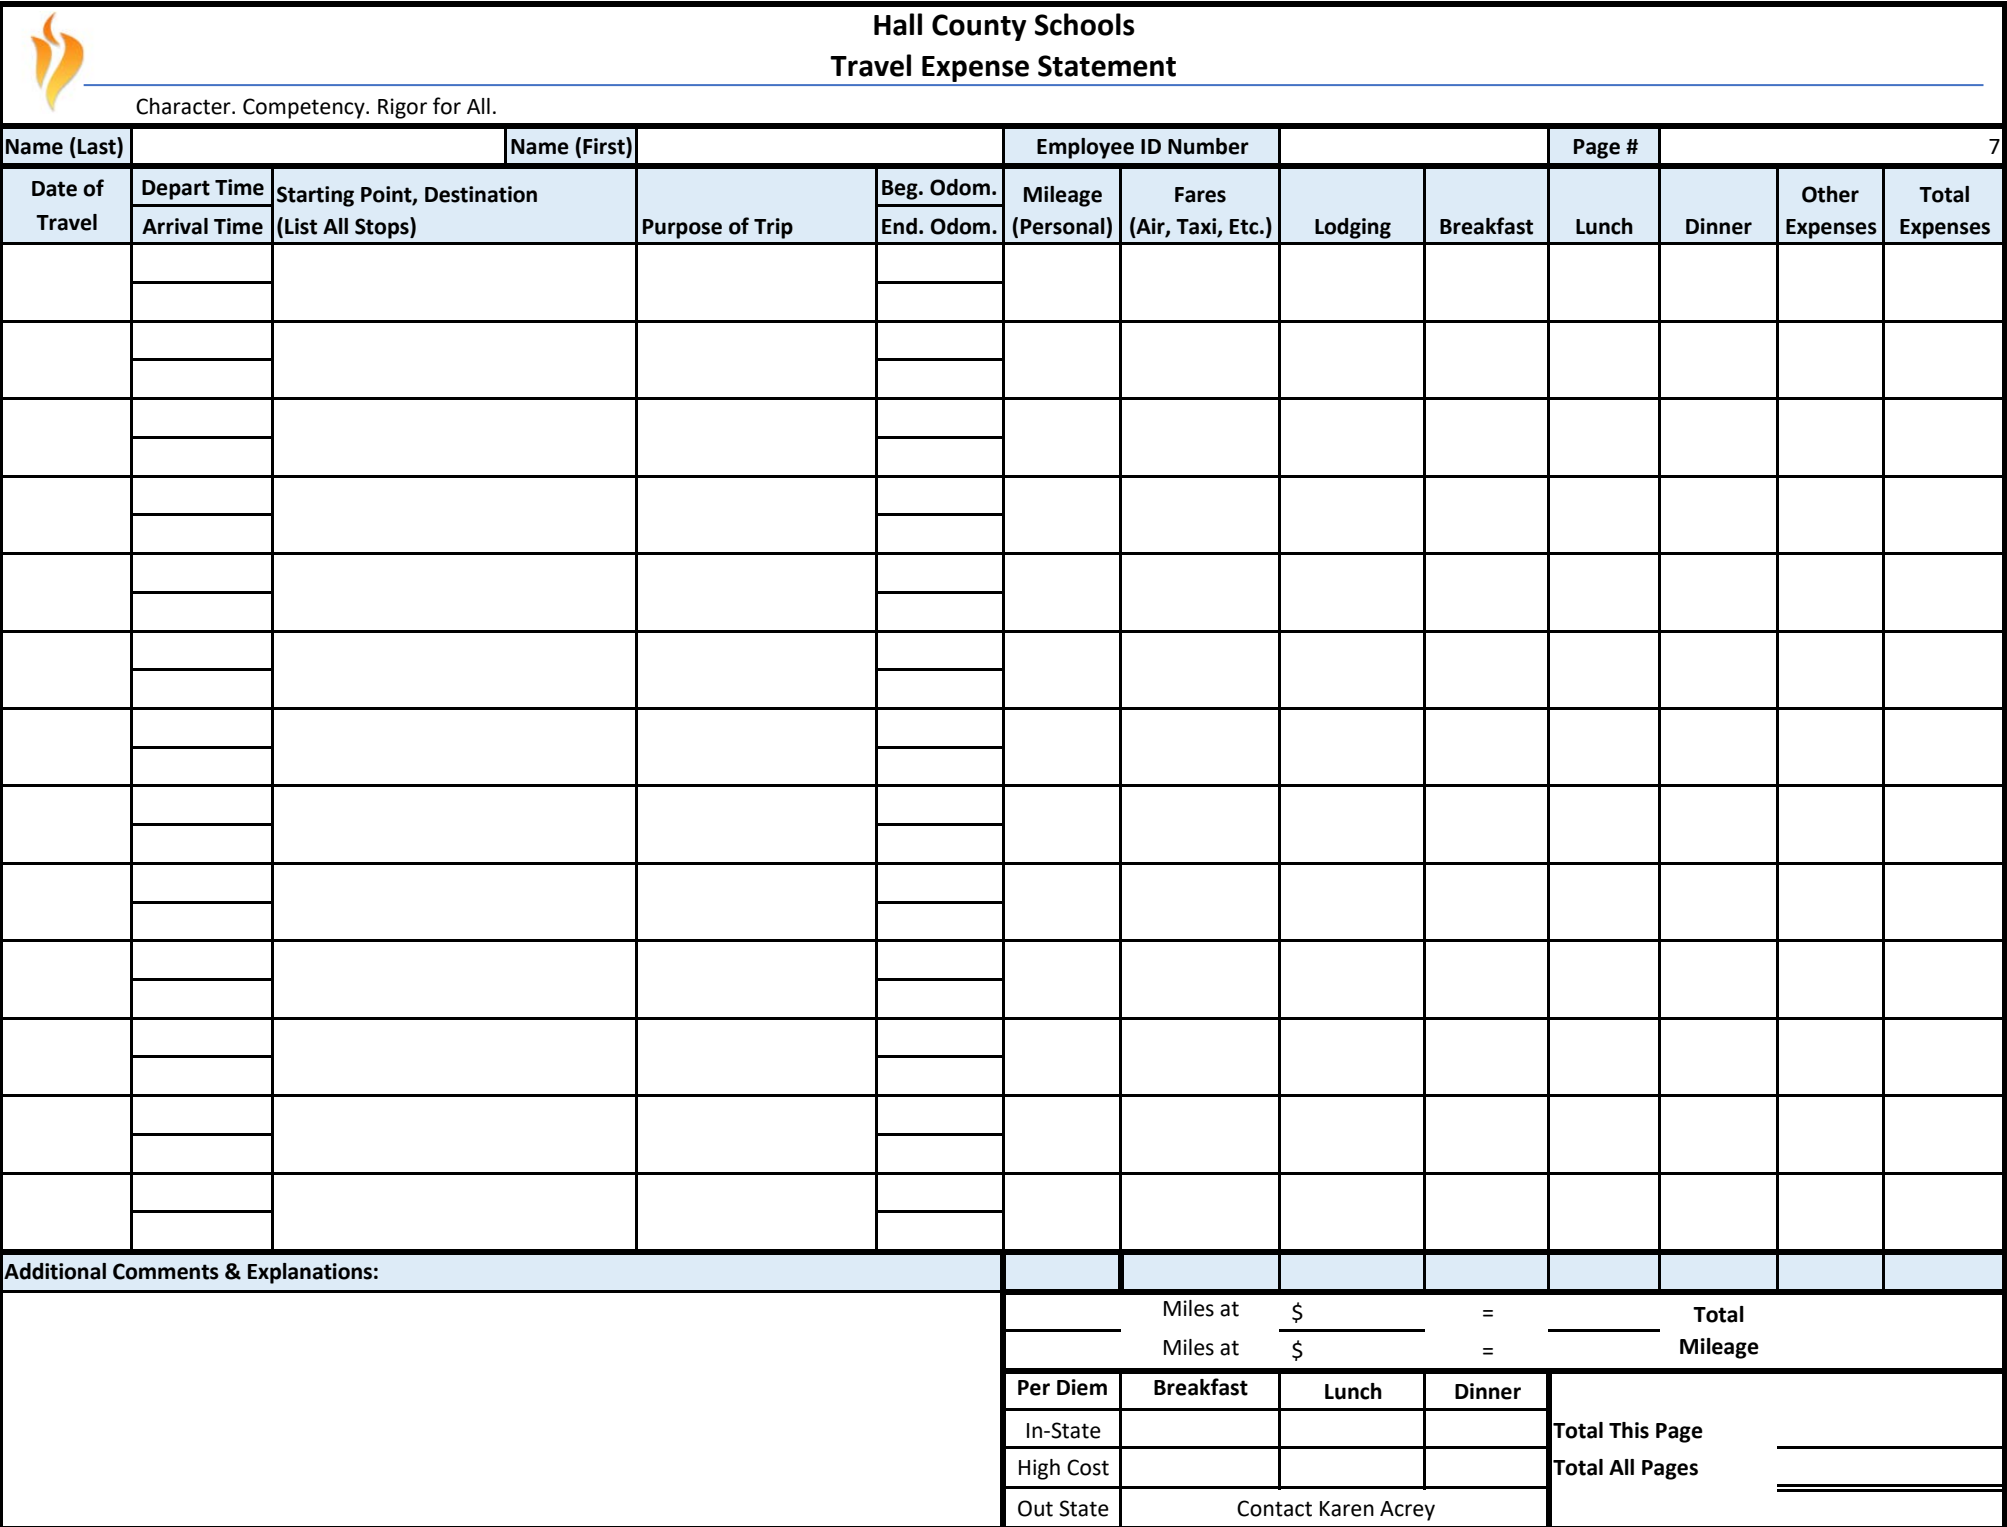 Hall County Schools
Travel Expense Statement
Character. Competency. Rigor for All.
Name (Last) Name (First) Employee ID Number Page # 7
Date of Travel Depart Time Arrival Time Starting Point, Destination (List All Stops) Purpose of Trip Beg. Odom. End. Odom. Mileage (Personal) Fares (Air, Taxi, Etc.) Lodging Breakfast Lunch Dinner Other Expenses Total Expenses
Additional Comments & Explanations:
Miles at $ = Total
Miles at $ = Mileage
Per Diem Breakfast Lunch Dinner
In-State Total This Page
High Cost Total All Pages
Out State Contact Karen Acrey